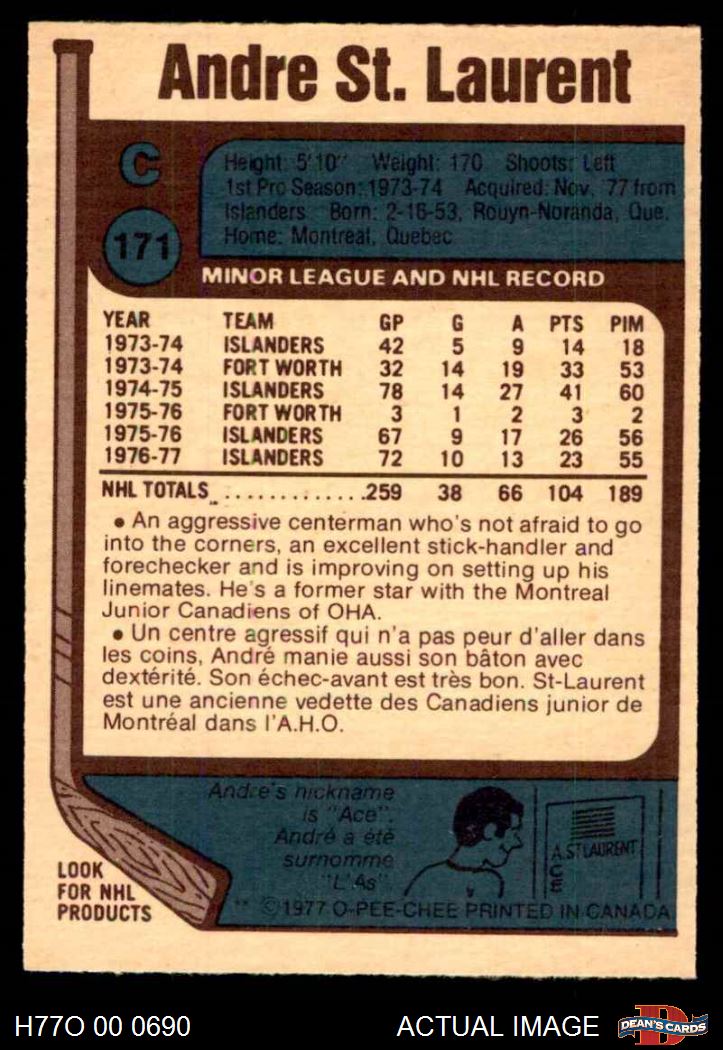 Andre St. Laurent
C
171
Height: 5'10" Weight: 170 Shoots: Left
1st Pro Season: 1973-74 Acquired: Nov. 77 from
Islanders Born: 2-16-53, Rouyn-Noranda, Que.
Home: Montreal, Quebec
MINOR LEAGUE AND NHL RECORD
YEAR TEAM GP G A PTS PIM
1973-74 ISLANDERS 42 5 9 14 18
1973-74 FORT WORTH 32 14 19 33 53
1974-75 ISLANDERS 78 14 27 41 60
1975-76 FORT WORTH 3 1 2 3 2
1975-76 ISLANDERS 67 9 17 26 56
1976-77 ISLANDERS 72 10 13 23 55
NHL TOTALS..............259 38 66 104 189
• An aggressive centerman who's not afraid to go
into the corners, an excellent stick-handler and
forechecker and is improving on setting up his
linemates. He's a former star with the Montreal
Junior Canadiens of OHA.
• Un centre agressif qui n'a pas peur d'aller dans
les coins, André manie aussi son bâton avec
dextérité. Son échec-avant est très bon. St-Laurent
est une ancienne vedette des Canadiens junior de
Montréal dans l'A.H.O.
Andre's nickname
is "Ace".
André a été
surnomme
"L'As"
A. ST LAURENT
C
E
LOOK
FOR NHL
PRODUCTS
** ©1977 O-PEE-CHEE PRINTED IN CANADA
H77O 00 0690
ACTUAL IMAGE
D
DEAN'S CARDS